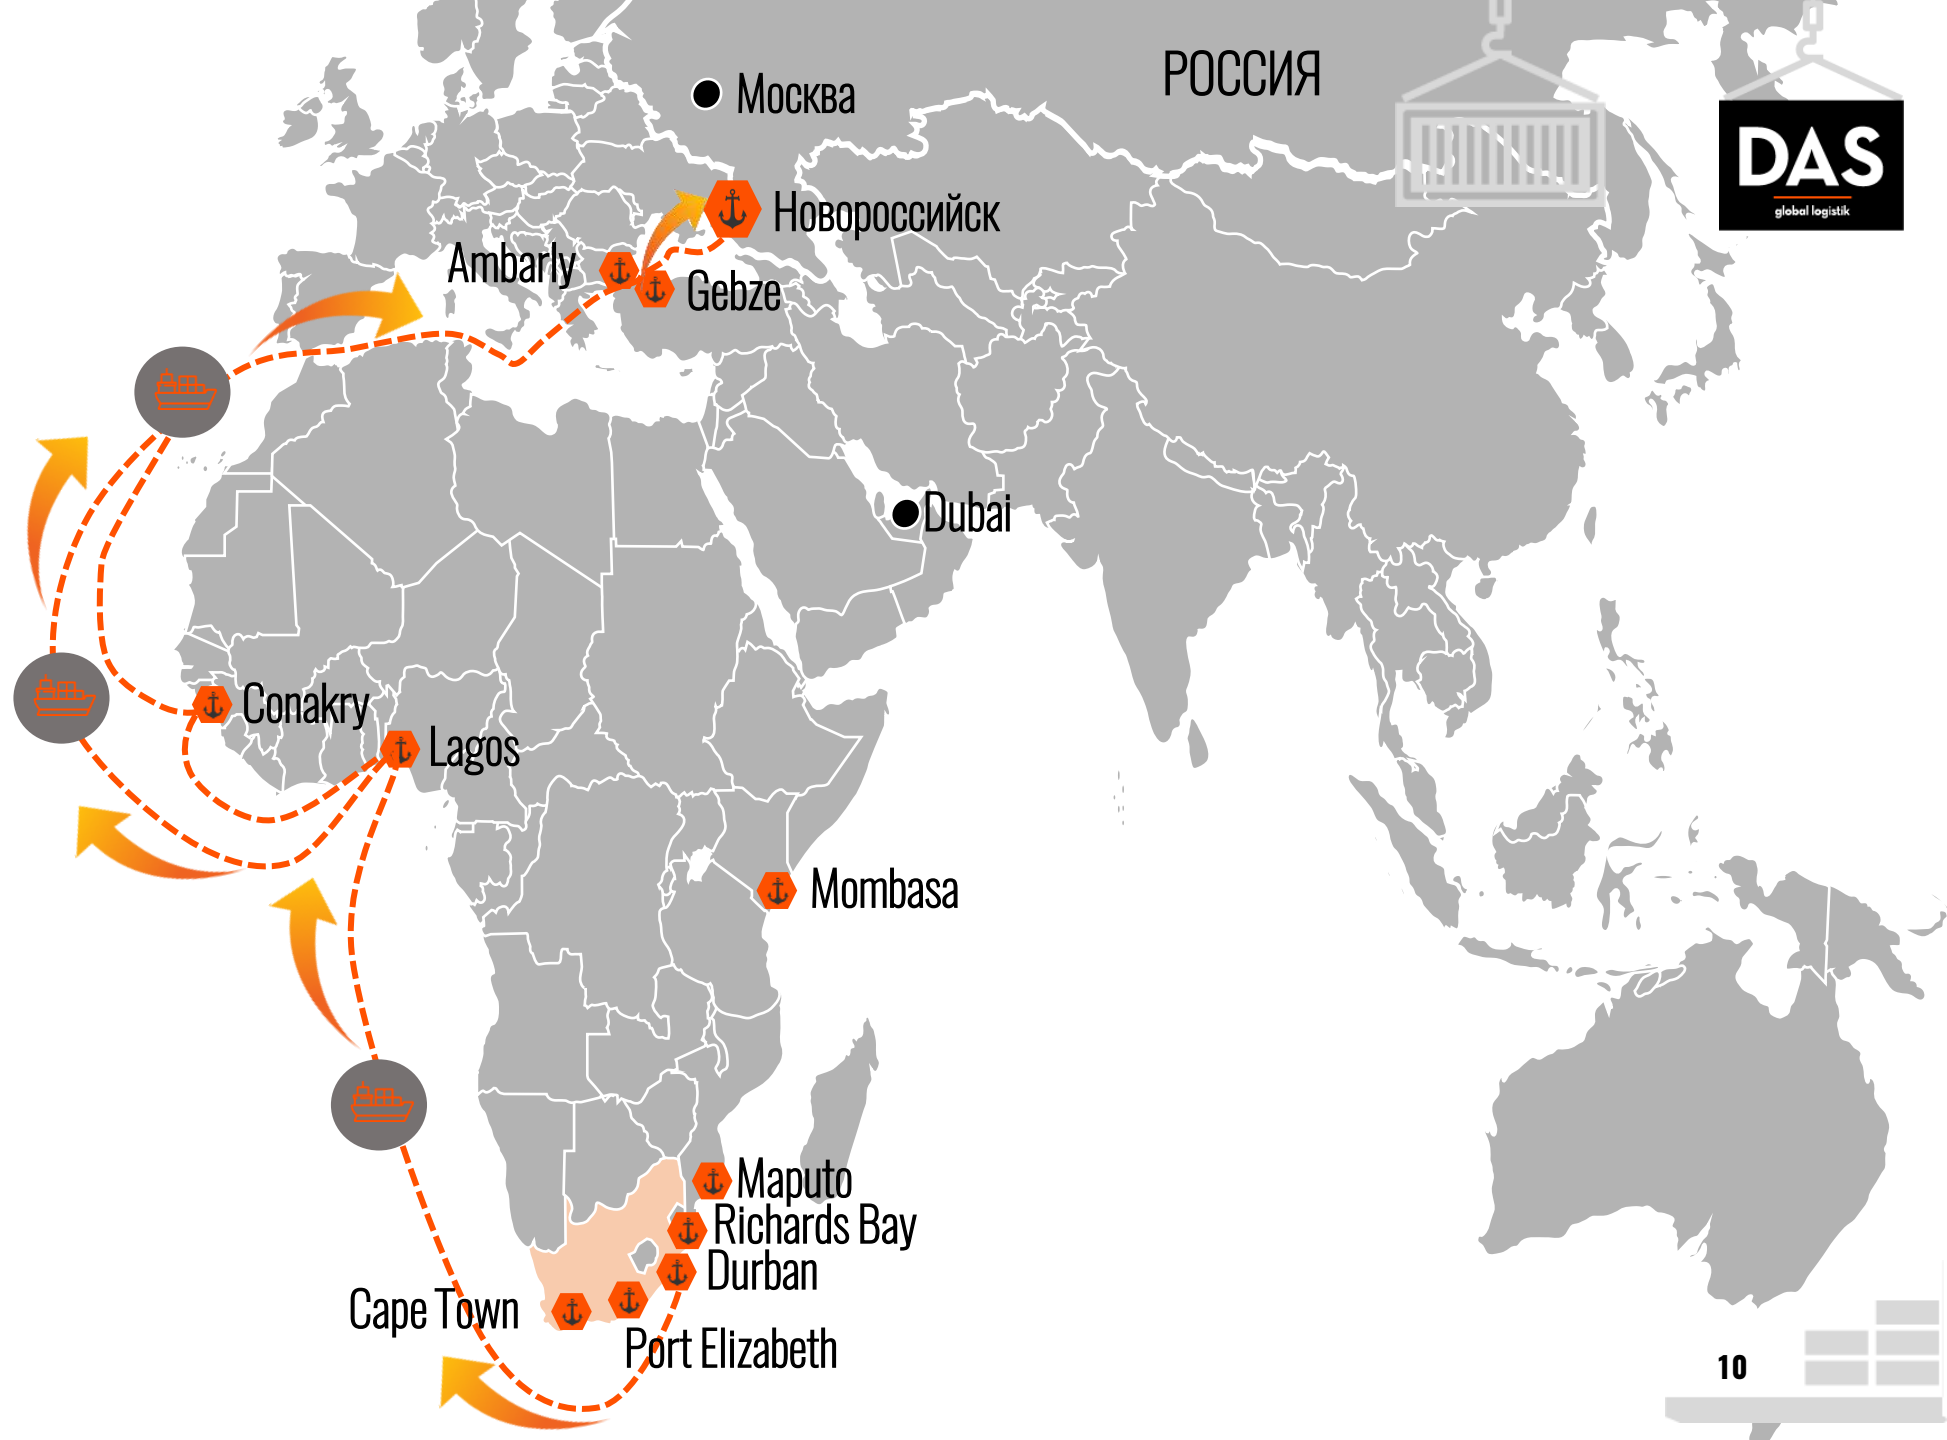 РОССИЯ
Москва
DAS
global logistik
Новороссийск
Ambarly
Gebze
Dubai
Conakry
Lagos
Mombasa
Maputo
Richards Bay
Durban
Cape Town
Port Elizabeth
10